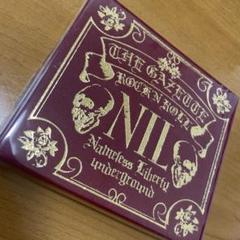 THE GAZETTE
ROCK'N ROLL
NIL
Nameless Liberty
underground